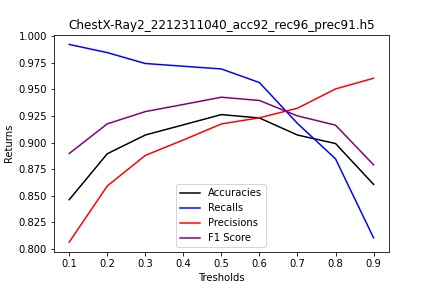 ChestX-Ray2_2212311040_acc92_rec96_prec91.h5
1.000
0.975
0.950
0.925
0.900
0.875
0.850
0.825
0.800
Returns
Accuracies
Recalls
Precisions
F1 Score
0.1 0.2 0.3 0.4 0.5 0.6 0.7 0.8 0.9
Tresholds